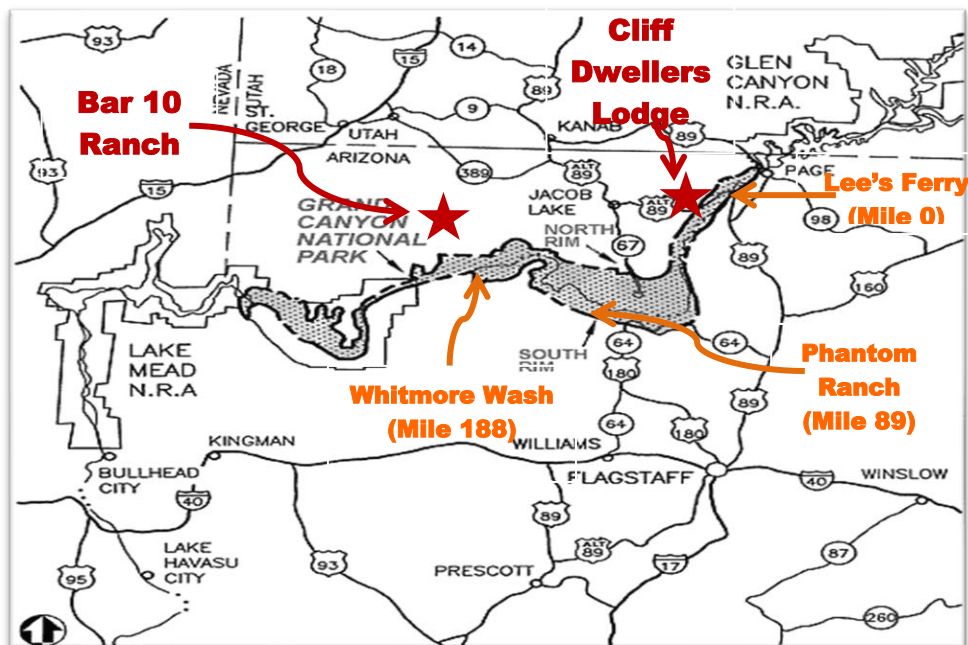 93
15
14
18
89
9
Cliff
Dwellers
Lodge
GLEN
CANYON
N.R.A.
Bar 10
Ranch
NEVADA
UTAH
ST.
GEORGE
UTAH
ARIZONA
KANAB
89
93
15
389
ALT
89
JACOB
LAKE
ALT
89
PAGE
Lee's Ferry
(Mile 0)
98
GRAND
CANYON
NATIONAL
PARK
NORTH
RIM
67
89
160
LAKE
MEAD
N.R.A
SOUTH
RIM
64
64
180
Phantom
Ranch
(Mile 89)
Whitmore Wash
(Mile 188)
89
64
180
KINGMAN
WILLIAMS
FLAGSTAFF
BULLHEAD
CITY
40
40
WINSLOW
89
LAKE
HAVASU
CITY
95
93
ALT
89
17
87
PRESCOTT
260